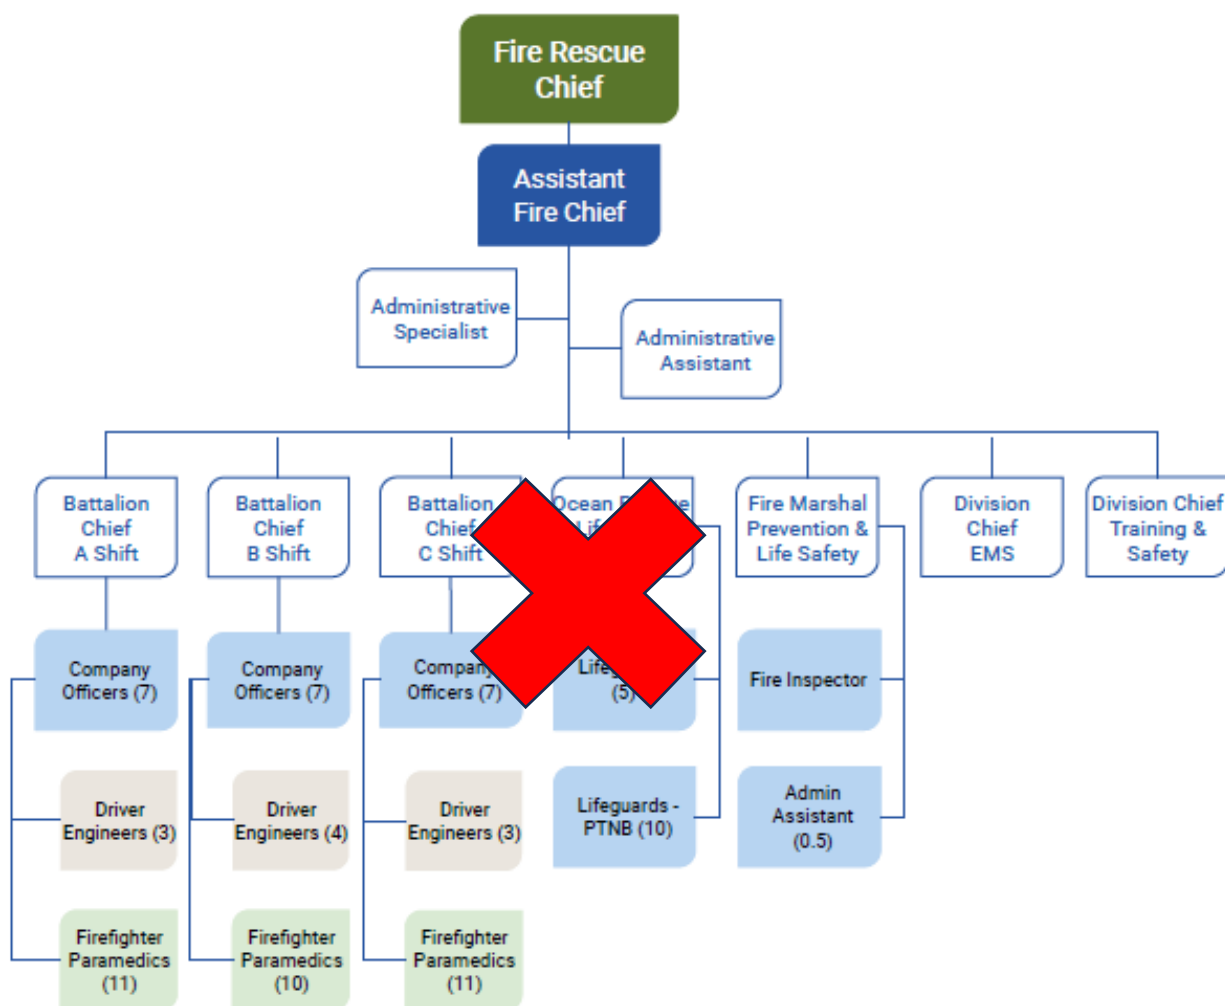 Fire Rescue
Chief
Assistant
Fire Chief
Administrative
Specialist
Administrative
Assistant
Battalion
Chief
A Shift
Battalion
Chief
B Shift
Battalion
Chief
C Shift
Ocean
Fire Marshal
Prevention &
Life Safety
Division
Chief
EMS
Division Chief
Training &
Safety
Company
Officers (7)
Company
Officers (7)
Company
Officers (7)
(5)
Fire Inspector
Driver
Engineers (3)
Driver
Engineers (4)
Driver
Engineers (3)
Lifeguards -
PTNB (10)
Admin
Assistant
(0.5)
Firefighter
Paramedics
(11)
Firefighter
Paramedics
(10)
Firefighter
Paramedics
(11)